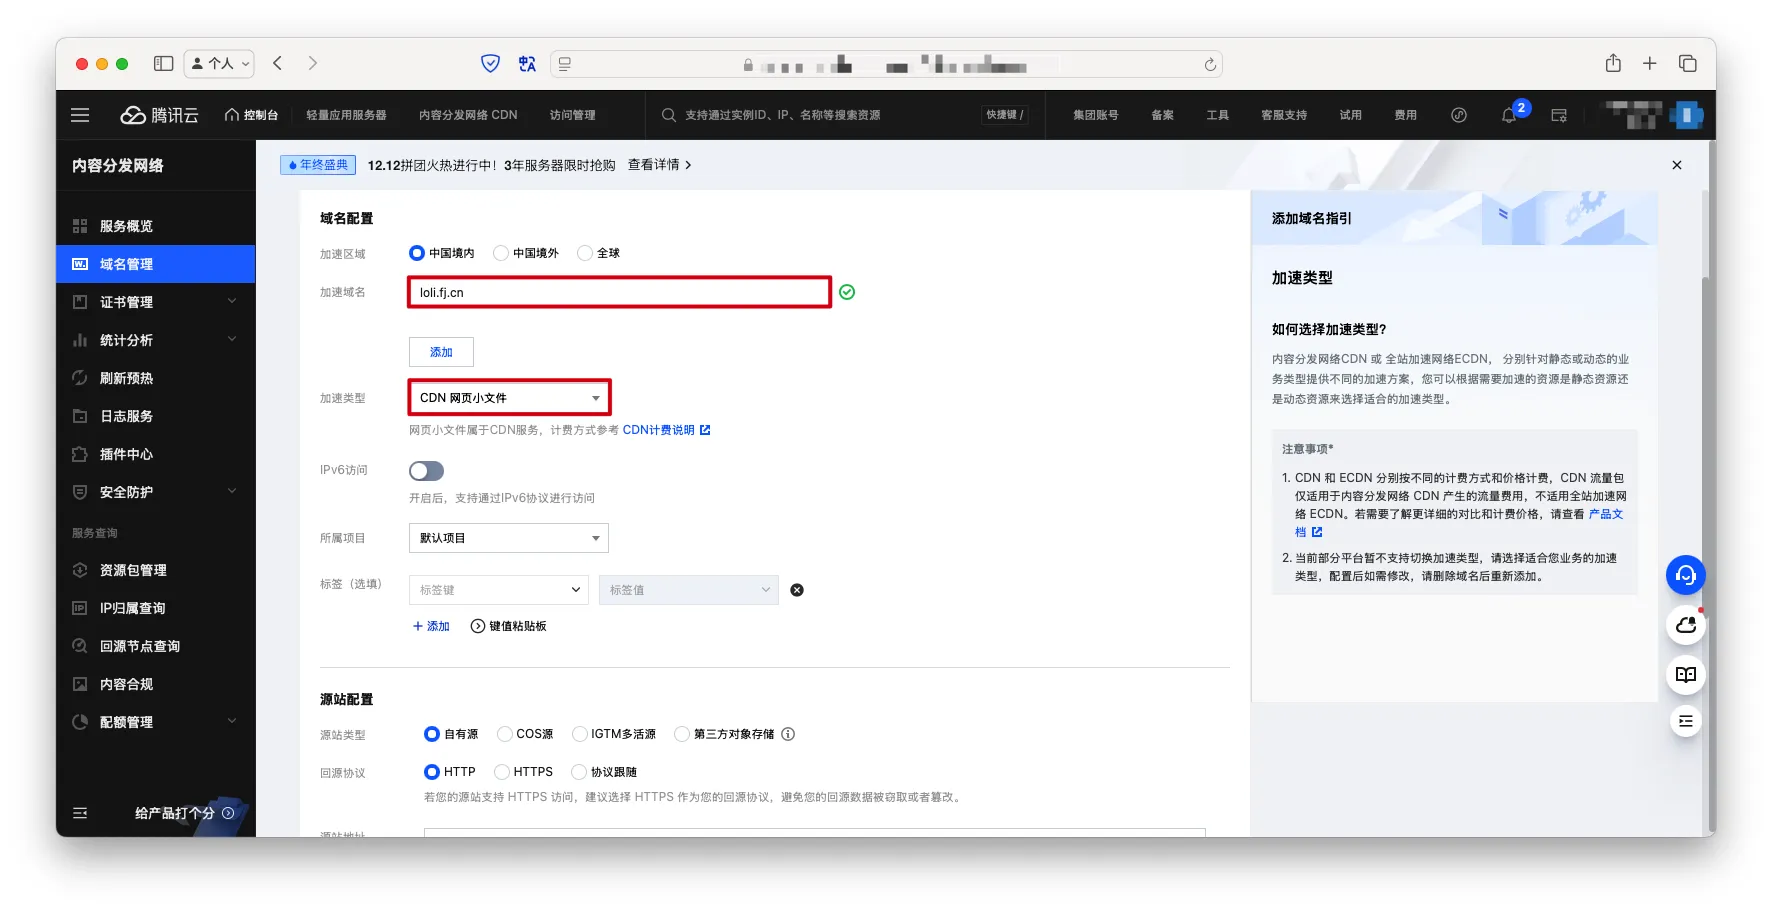 个人
腾讯云
控制台
轻量应用服务器
内容分发网络 CDN
访问管理
支持通过实例ID、IP、名称等搜索资源
快捷键 /
集团账号
备案
工具
客服支持
试用
费用
2
内容分发网络
服务概览
域名管理
证书管理
统计分析
刷新预热
日志服务
插件中心
安全防护
服务查询
资源包管理
IP归属查询
回源节点查询
内容合规
配额管理
给产品打个分
年终盛典 12.12拼团火热进行中！3年服务器限时抢购 查看详情
域名配置
加速区域 中国境内 中国境外 全球
加速域名 loli.fj.cn
添加
加速类型 CDN 网页小文件
网页小文件属于CDN服务，计费方式参考 CDN计费说明
IPv6访问
开启后，支持通过IPv6协议进行访问
所属项目 默认项目
标签（选填） 标签键 标签值
+ 添加 键值粘贴板
源站配置
源站类型 自有源 COS源 IGTM多活源 第三方对象存储
回源协议 HTTP HTTPS 协议跟随
若您的源站支持 HTTPS 访问，建议选择 HTTPS 作为您的回源协议，避免您的回源数据被窃取或者篡改。
源站地址
添加域名指引
加速类型
如何选择加速类型?
内容分发网络CDN 或 全站加速网络ECDN， 分别针对静态或动态的业
务类型提供不同的加速方案，您可以根据需要加速的资源是静态资源还
是动态资源来选择适合的加速类型。
注意事项*
1. CDN 和 ECDN 分别按不同的计费方式和价格计费，CDN 流量包
仅适用于内容分发网络 CDN 产生的流量费用，不适用全站加速网
络 ECDN。若需要了解更详细的对比和计费价格，请查看 产品文
档
2. 当前部分平台暂不支持切换加速类型，请选择适合您业务的加速
类型，配置后如需修改，请删除域名后重新添加。